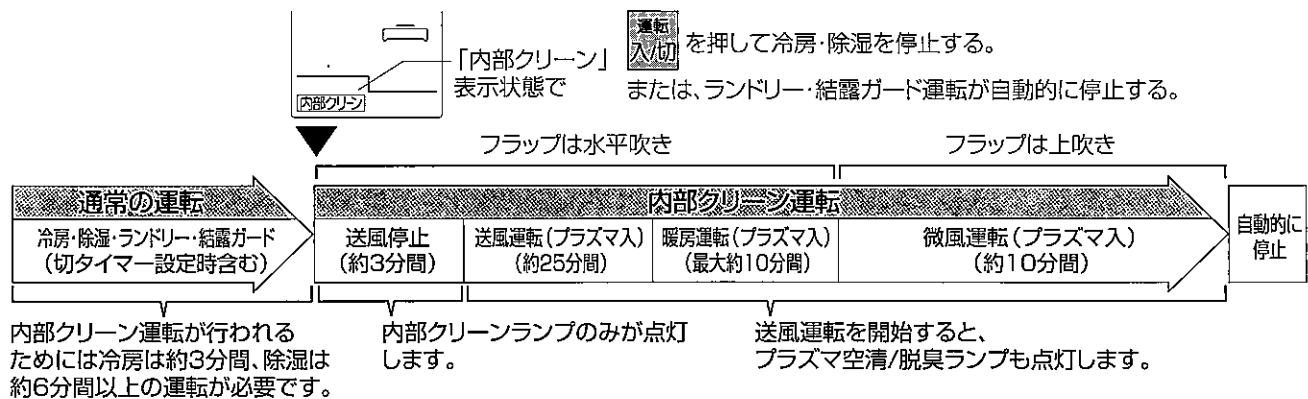 「内部クリーン」
表示状態で
内部クリーン
運転
入/切
を押して冷房・除湿を停止する。
または、ランドリー・結露ガード運転が自動的に停止する。
フラップは水平吹き
フラップは上吹き
通常の運転
冷房・除湿・ランドリー・結露ガード
(切タイマー設定時含む)
内部クリーン運転
送風停止
(約3分間)
送風運転(プラズマ入)
(約25分間)
暖房運転(プラズマ入)
(最大約10分間)
微風運転(プラズマ入)
(約10分間)
自動的に
停止
内部クリーン運転が行われる
ためには冷房は約3分間、除湿は
約6分間以上の運転が必要です。
内部クリーンランプのみが点灯
します。
送風運転を開始すると、
プラズマ空清/脱臭ランプも点灯します。